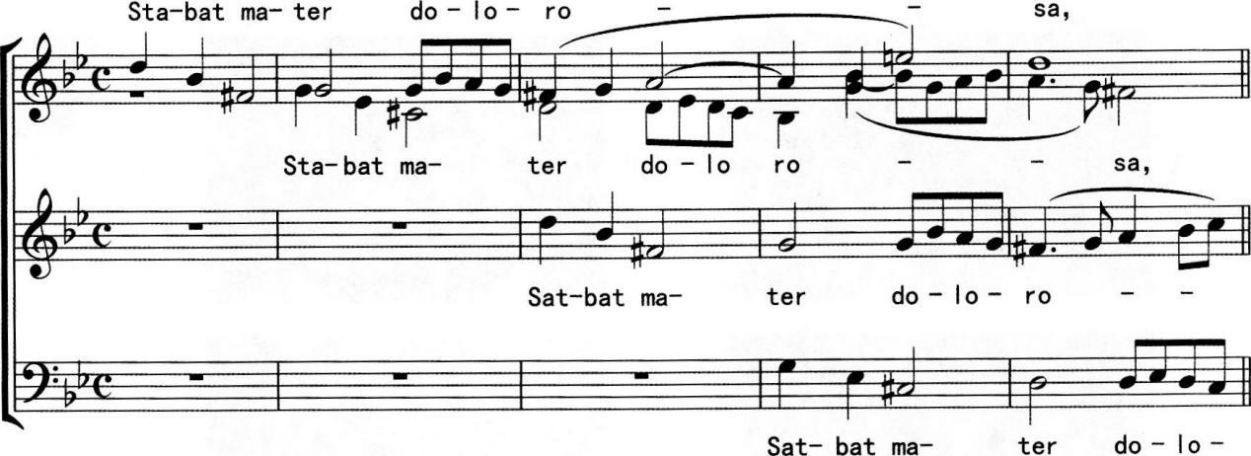 Sta-bat ma- ter do - lo - ro - - sa,
Sta- bat ma- ter do - lo ro - - sa,
Sat-bat ma- ter do - lo - ro - -
Sat- bat ma- ter do - lo -